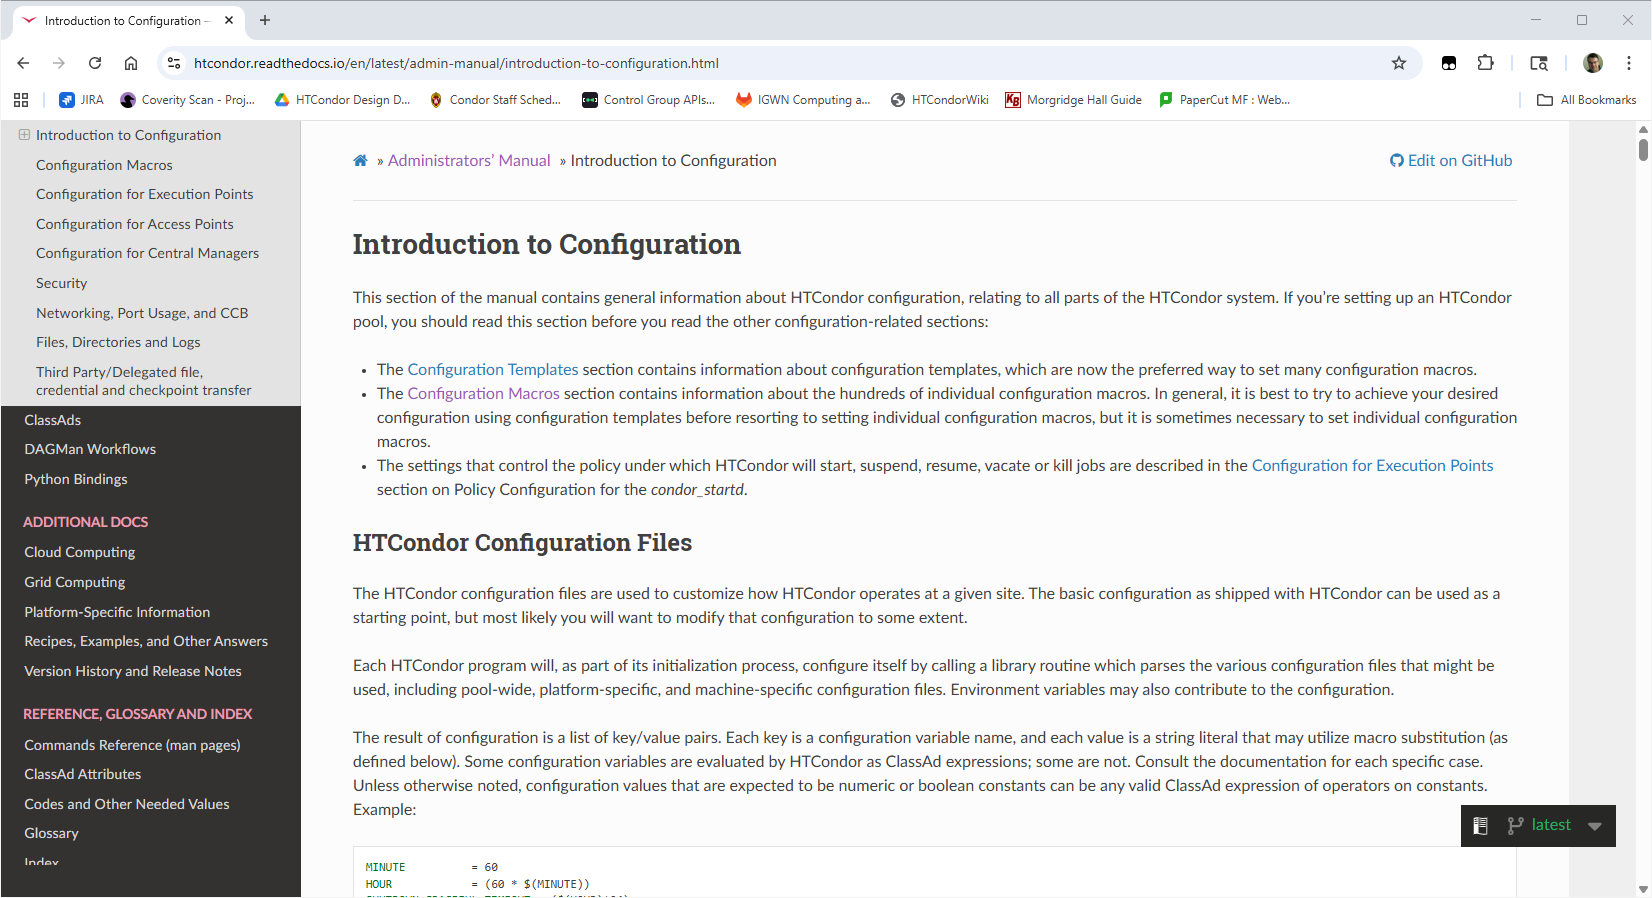 Introduction to Configuration –
htcondor.readthedocs.io/en/latest/admin-manual/introduction-to-configuration.html
JIRA
Coverity Scan - Proj...
HTCondor Design D...
Condor Staff Sched...
Control Group APIs...
IGWN Computing a...
HTCondorWiki
Morgridge Hall Guide
PaperCut MF : Web...
All Bookmarks
Introduction to Configuration
Configuration Macros
Configuration for Execution Points
Configuration for Access Points
Configuration for Central Managers
Security
Networking, Port Usage, and CCB
Files, Directories and Logs
Third Party/Delegated file,
credential and checkpoint transfer
ClassAds
DAGMan Workflows
Python Bindings
ADDITIONAL DOCS
Cloud Computing
Grid Computing
Platform-Specific Information
Recipes, Examples, and Other Answers
Version History and Release Notes
REFERENCE, GLOSSARY AND INDEX
Commands Reference (man pages)
ClassAd Attributes
Codes and Other Needed Values
Glossary
Index
» Administrators’ Manual » Introduction to Configuration
Edit on GitHub
Introduction to Configuration
This section of the manual contains general information about HTCondor configuration, relating to all parts of the HTCondor system. If you’re setting up an HTCondor
pool, you should read this section before you read the other configuration-related sections:
• The Configuration Templates section contains information about configuration templates, which are now the preferred way to set many configuration macros.
• The Configuration Macros section contains information about the hundreds of individual configuration macros. In general, it is best to try to achieve your desired
configuration using configuration templates before resorting to setting individual configuration macros, but it is sometimes necessary to set individual configuration
macros.
• The settings that control the policy under which HTCondor will start, suspend, resume, vacate or kill jobs are described in the Configuration for Execution Points
section on Policy Configuration for the condor_startd.
HTCondor Configuration Files
The HTCondor configuration files are used to customize how HTCondor operates at a given site. The basic configuration as shipped with HTCondor can be used as a
starting point, but most likely you will want to modify that configuration to some extent.
Each HTCondor program will, as part of its initialization process, configure itself by calling a library routine which parses the various configuration files that might be
used, including pool-wide, platform-specific, and machine-specific configuration files. Environment variables may also contribute to the configuration.
The result of configuration is a list of key/value pairs. Each key is a configuration variable name, and each value is a string literal that may utilize macro substitution (as
defined below). Some configuration variables are evaluated by HTCondor as ClassAd expressions; some are not. Consult the documentation for each specific case.
Unless otherwise noted, configuration values that are expected to be numeric or boolean constants can be any valid ClassAd expression of operators on constants.
Example:
MINUTE = 60
HOUR = (60 * $(MINUTE))
latest